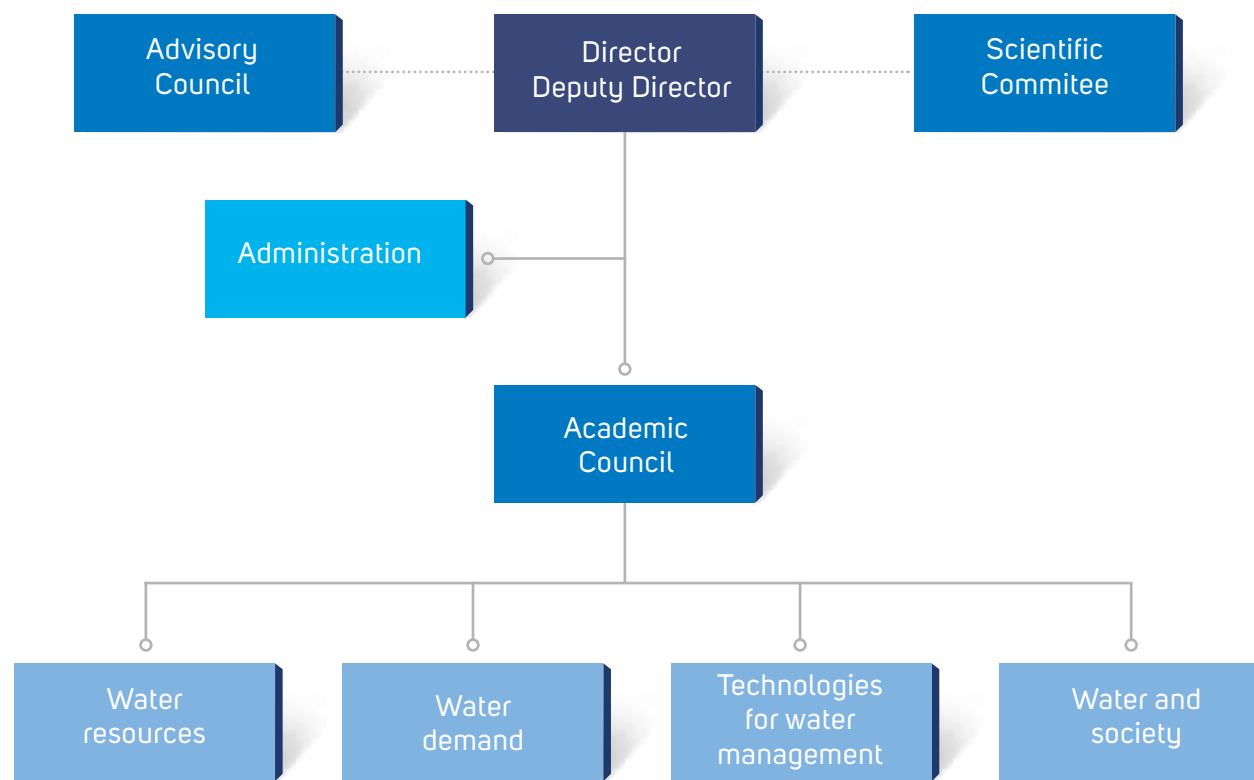 Advisory
Council
Director
Deputy Director
Scientific
Commitee
Administration
Academic
Council
Water
resources
Water
demand
Technologies
for water
management
Water and
society